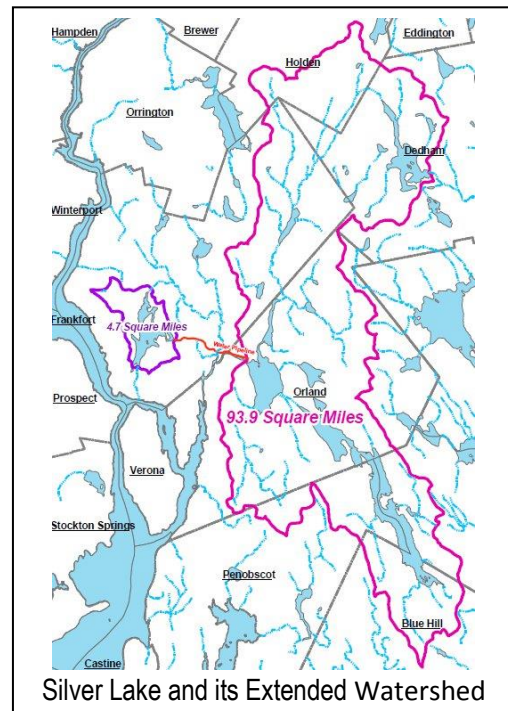 Hampden
Brewer
Eddington
Holden
Orrington
Dedham
Winterport
Frankfort
4.7 Square Miles
Water Pipeline
Prospect
Orland
93.9 Square Miles
Verona
Stockton Springs
Penobscot
Blue Hill
Castine
Silver Lake and its Extended Watershed